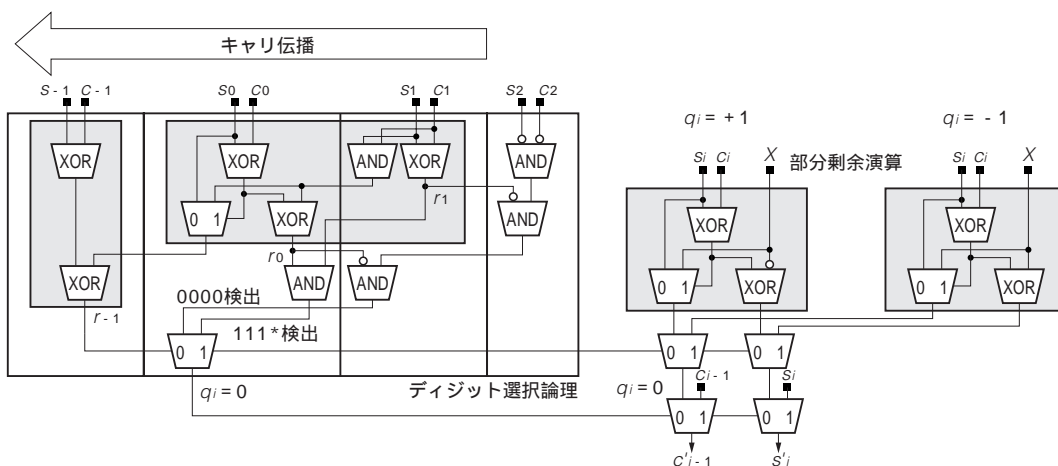 キャリ伝播
S-1 C-1 S0 C0 S1 C1 S2 C2
qi = +1 qi = -1
Si Ci X 部分剰余演算 Si Ci X
XOR XOR AND XOR AND
XOR XOR
0 1 XOR r1 AND
0 1 XOR 0 1 XOR
r0
XOR AND AND
0000検出
r-1
111*検出
0 1 0 1 0 1
qi = 0 ディジット選択論理 qi = 0 Ci-1 Si
0 1 0 1
C'i-1 S'i